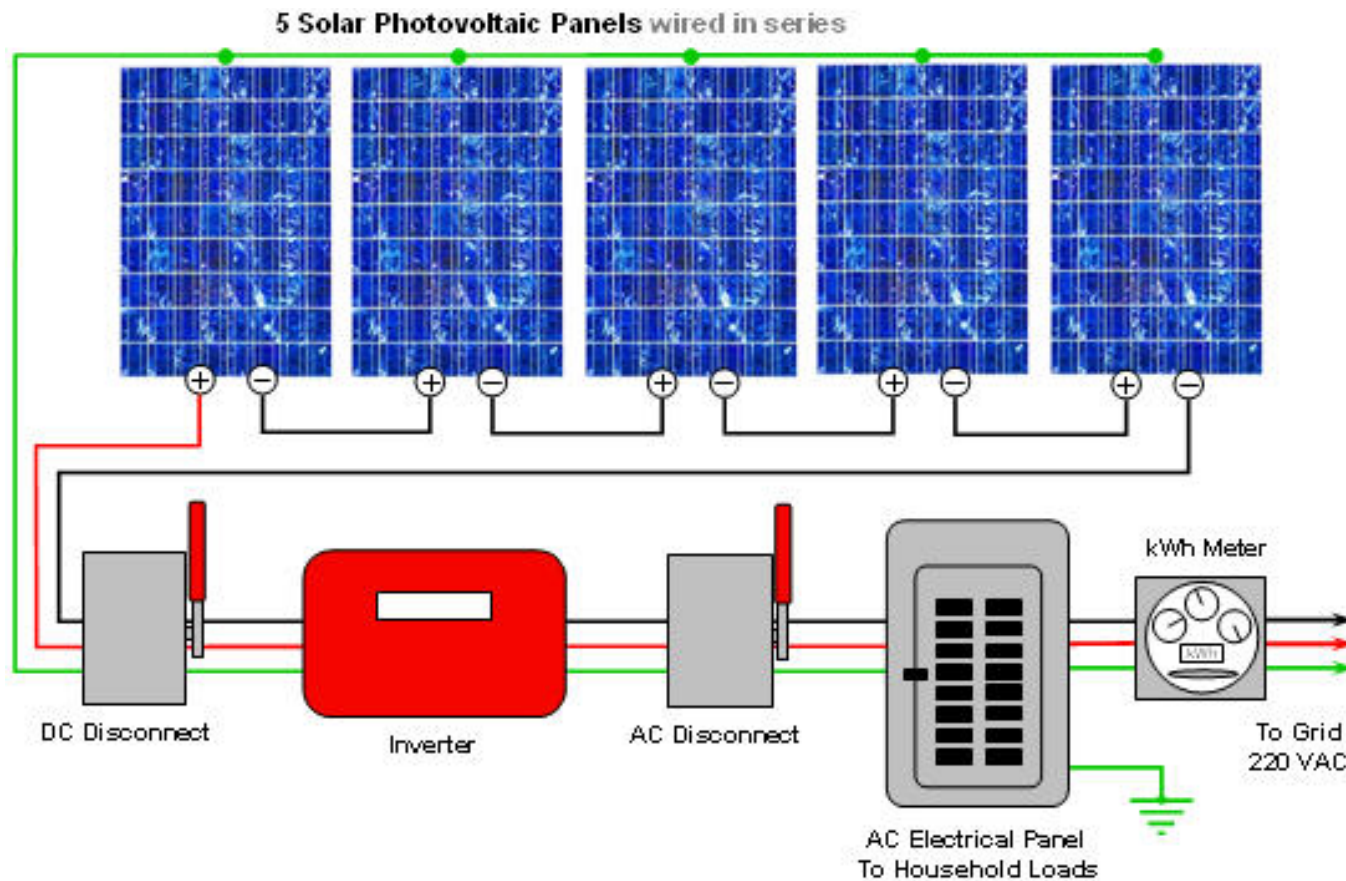 5 Solar Photovoltaic Panels wired in series
+ − + − + − + − + −
kWh Meter
kWh
DC Disconnect
Inverter
AC Disconnect
To Grid
220 VAC
AC Electrical Panel
To Household Loads